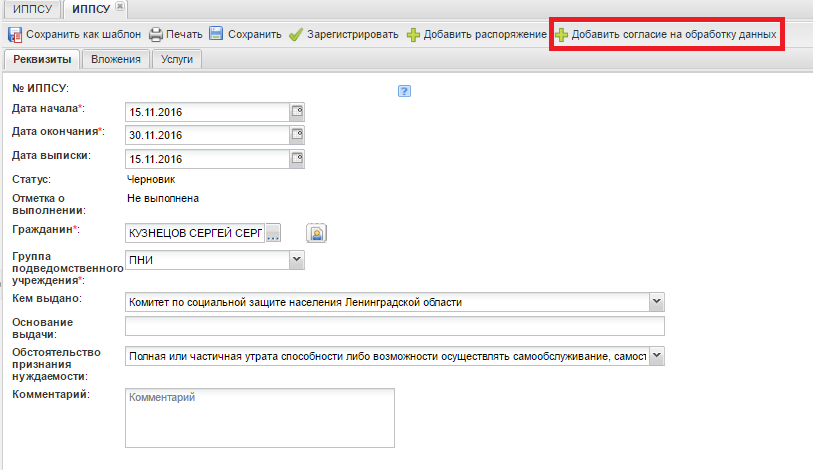 ИППСУ ИППСУ
Сохранить как шаблон Печать Сохранить Зарегистрировать Добавить распоряжение Добавить согласие на обработку данных
Реквизиты Вложения Услуги
№ ИППСУ: ?
Дата начала*: 15.11.2016
Дата окончания*: 30.11.2016
Дата выписки: 15.11.2016
Статус: Черновик
Отметка о
выполнении: Не выполнена
Гражданин*: КУЗНЕЦОВ СЕРГЕЙ СЕРГ ...
Группа
подведомственного
учреждения*: ПНИ
Кем выдано: Комитет по социальной защите населения Ленинградской области
Основание
выдачи:
Обстоятельство
признания
нуждаемости: Полная или частичная утрата способности либо возможности осуществлять самообслуживание, самост
Комментарий: Комментарий